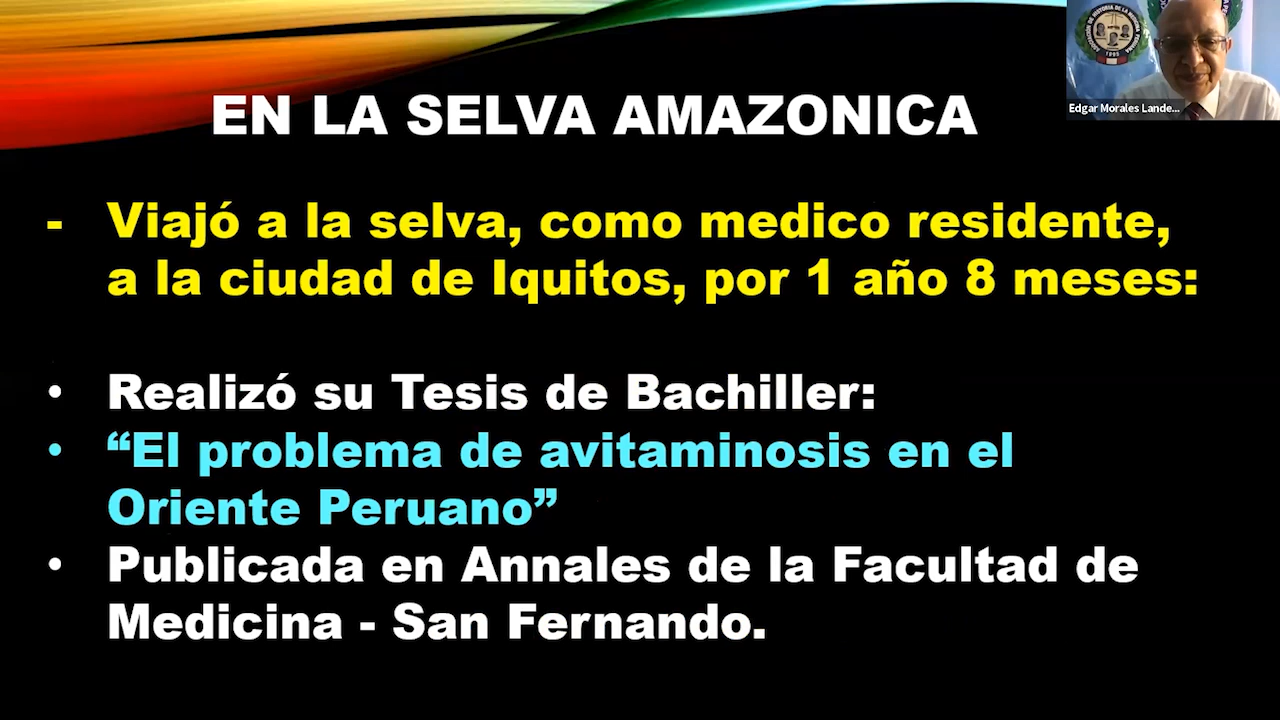 EN LA SELVA AMAZONICA
Edgar Morales Lande...
- Viajó a la selva, como medico residente,
a la ciudad de Iquitos, por 1 año 8 meses:
• Realizó su Tesis de Bachiller:
• “El problema de avitaminosis en el
Oriente Peruano”
• Publicada en Annales de la Facultad de
Medicina - San Fernando.